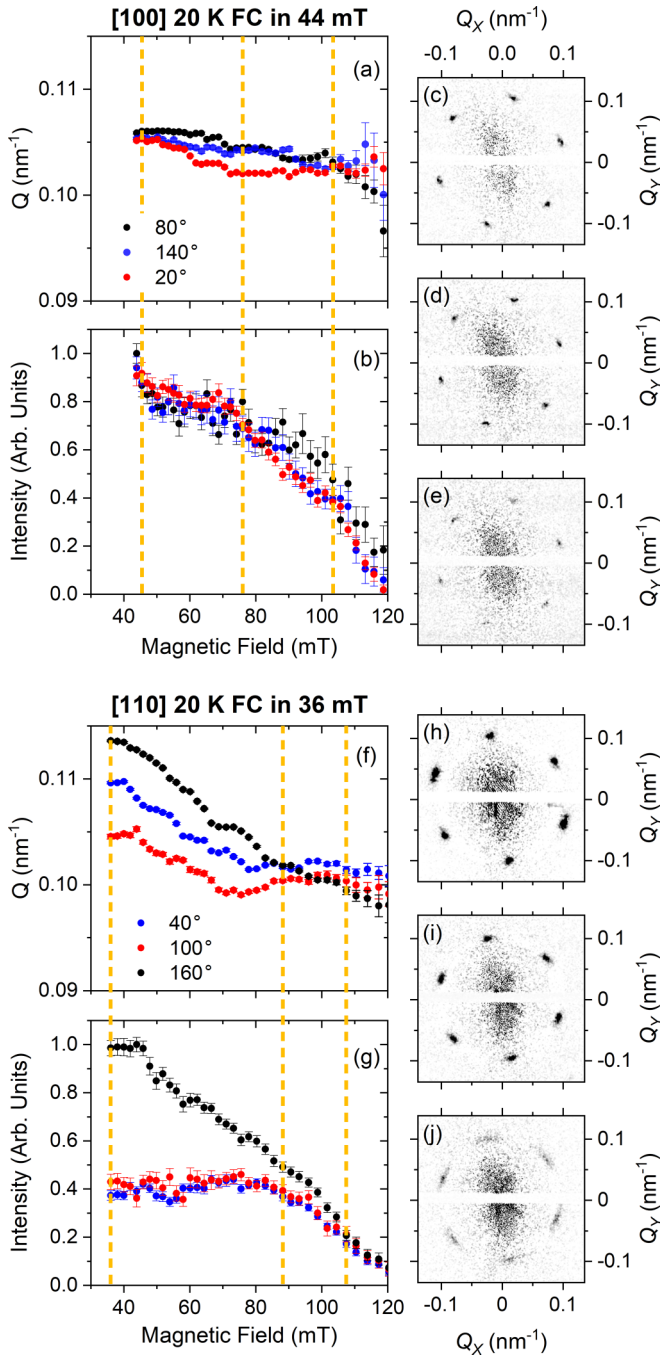 [100] 20 K FC in 44 mT
Q_X (nm⁻¹)
-0.1 0.0 0.1
0.11
0.10
0.09
Q (nm⁻¹)
(a)
80°
140°
20°
(c)
0.1
0
-0.1
Q_Y (nm⁻¹)
1.0
0.8
0.6
0.4
0.2
0.0
Intensity (Arb. Units)
(b)
40 60 80 100 120
Magnetic Field (mT)
(d)
0.1
0
-0.1
Q_Y (nm⁻¹)
(e)
0.1
0
-0.1
Q_Y (nm⁻¹)
[110] 20 K FC in 36 mT
0.11
0.10
0.09
Q (nm⁻¹)
(f)
40°
100°
160°
(h)
0.1
0
-0.1
Q_Y (nm⁻¹)
1.0
0.8
0.6
0.4
0.2
0.0
Intensity (Arb. Units)
(g)
40 60 80 100 120
Magnetic Field (mT)
(i)
0.1
0
-0.1
Q_Y (nm⁻¹)
(j)
0.1
0
-0.1
Q_Y (nm⁻¹)
-0.1 0 0.1
Q_X (nm⁻¹)